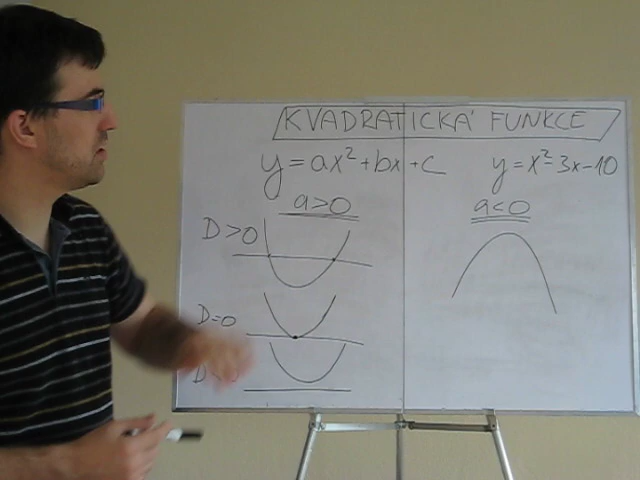 KVADRATICKÁ FUNKCE
y=ax²+bx+c
y=x²-3x-10
a>0
a<0
D>0
D=0